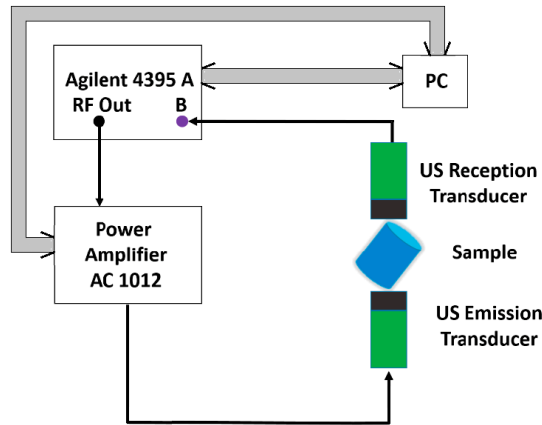 Agilent 4395 A
RF Out B
PC
US Reception
Transducer
Power
Amplifier
AC 1012
Sample
US Emission
Transducer